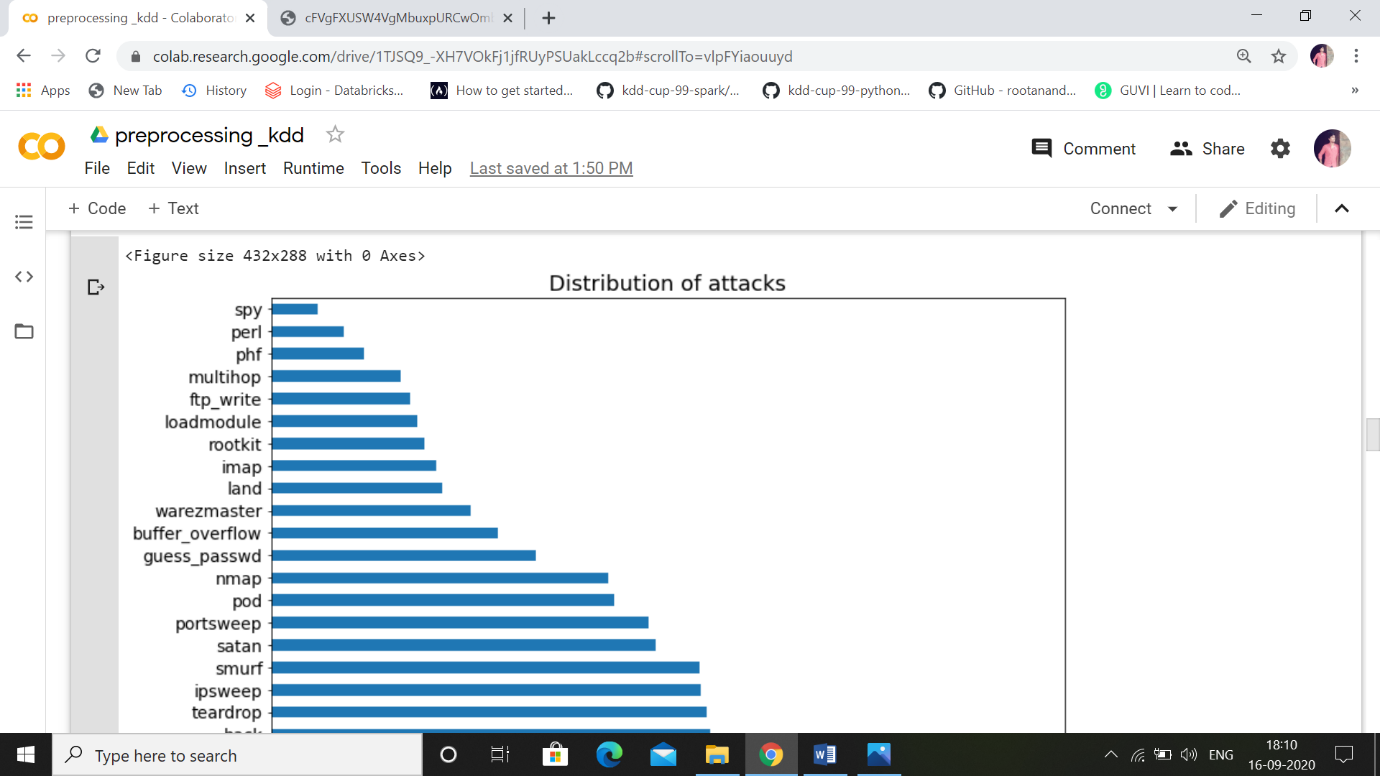 preprocessing _kdd - Colaborato
cFVgFXUSW4VgMbuxpURCwOml
colab.research.google.com/drive/1TJSQ9_-XH7VOkFj1jfRUyPSUakLccq2b#scrollTo=vlpFYiaouuyd
Apps New Tab History Login - Databricks... How to get started... kdd-cup-99-spark/... kdd-cup-99-python... GitHub - rootanand... GUVI | Learn to cod... »
preprocessing _kdd
Comment Share
File Edit View Insert Runtime Tools Help Last saved at 1:50 PM
+ Code + Text Connect Editing
<Figure size 432x288 with 0 Axes>
Distribution of attacks
spy
perl
phf
multihop
ftp_write
loadmodule
rootkit
imap
land
warezmaster
buffer_overflow
guess_passwd
nmap
pod
portsweep
satan
smurf
ipsweep
teardrop
Type here to search
ENG
18:10
16-09-2020